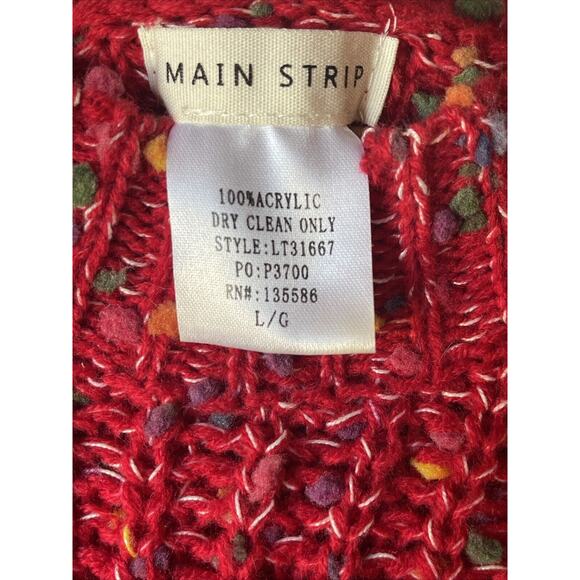 MAIN STRIP
100%ACRYLIC
DRY CLEAN ONLY
STYLE:LT31667
PO:P3700
RN#:135586
L/G